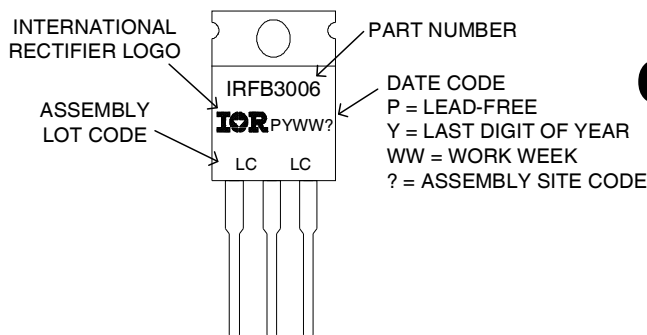 INTERNATIONAL
RECTIFIER LOGO
PART NUMBER
IRFB3006
ASSEMBLY
LOT CODE
IOR PYWW?
LC LC
DATE CODE
P = LEAD-FREE
Y = LAST DIGIT OF YEAR
WW = WORK WEEK
? = ASSEMBLY SITE CODE